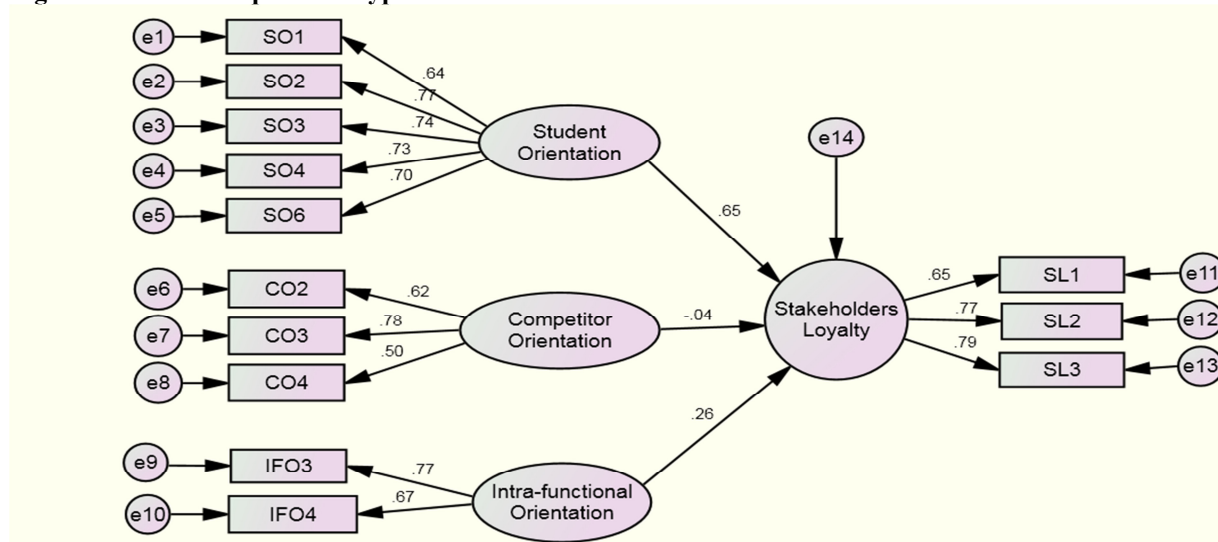 e1 SO1
.64
e2 SO2
.77
e3 SO3
.74
e4 SO4
.73
e5 SO6
.70
Student
Orientation
.65
e14
e6 CO2
.62
e7 CO3
.78
e8 CO4
.50
Competitor
Orientation
-.04
Stakeholders
Loyalty
.65
SL1 e11
.77
SL2 e12
.79
SL3 e13
e9 IFO3
.77
e10 IFO4
.67
Intra-functional
Orientation
.26